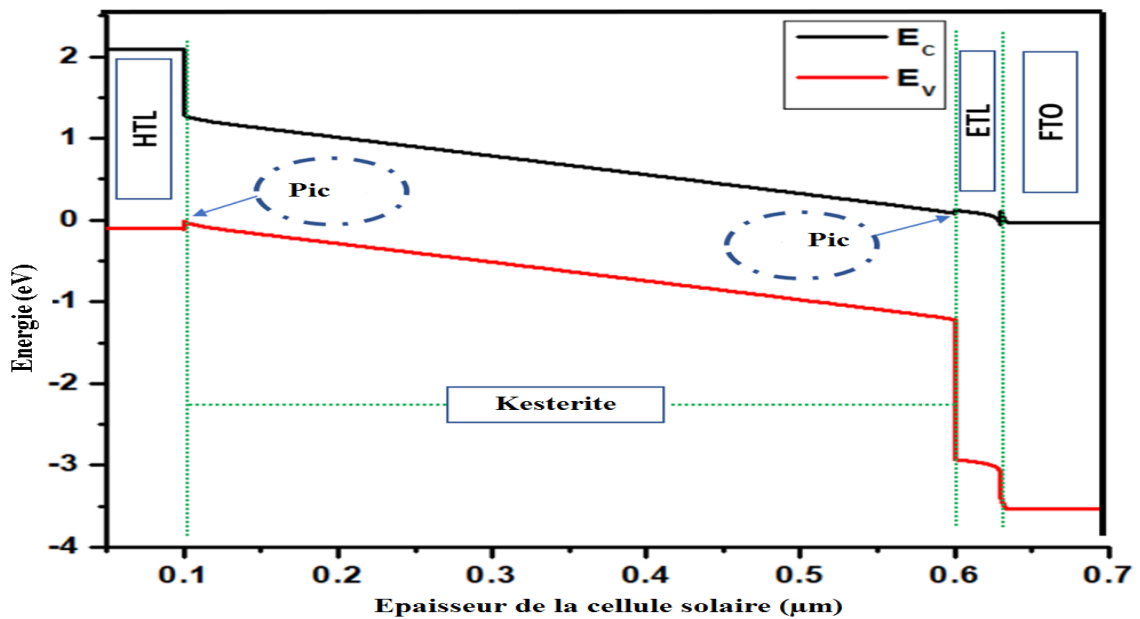 E_C
E_V
HTL
ETL
FTO
Pic
Pic
Kesterite
2
1
0
-1
-2
-3
-4
Energie (eV)
0.1 0.2 0.3 0.4 0.5 0.6 0.7
Epaisseur de la cellule solaire (µm)